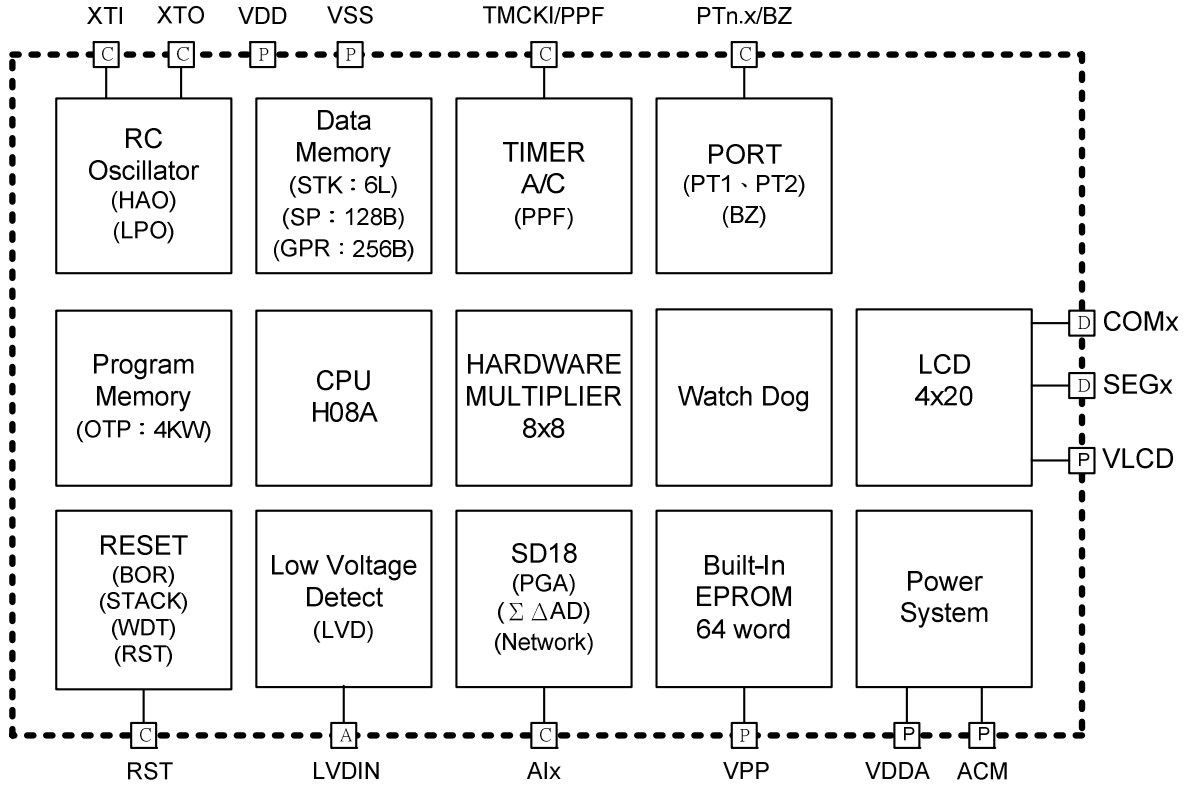 XTI
XTO
VDD
VSS
TMCKI/PPF
PTn.x/BZ
C
C
P
P
C
C
RC
Oscillator
(HAO)
(LPO)
Data
Memory
(STK：6L)
(SP：128B)
(GPR：256B)
TIMER
A/C
(PPF)
PORT
(PT1、PT2)
(BZ)
Program
Memory
(OTP：4KW)
CPU
H08A
HARDWARE
MULTIPLIER
8x8
Watch Dog
LCD
4x20
D COMx
D SEGx
P VLCD
RESET
(BOR)
(STACK)
(WDT)
(RST)
Low Voltage
Detect
(LVD)
SD18
(PGA)
(Σ△AD)
(Network)
Built-In
EPROM
64 word
Power
System
C
A
C
P
P
P
RST
LVDIN
AIx
VPP
VDDA
ACM